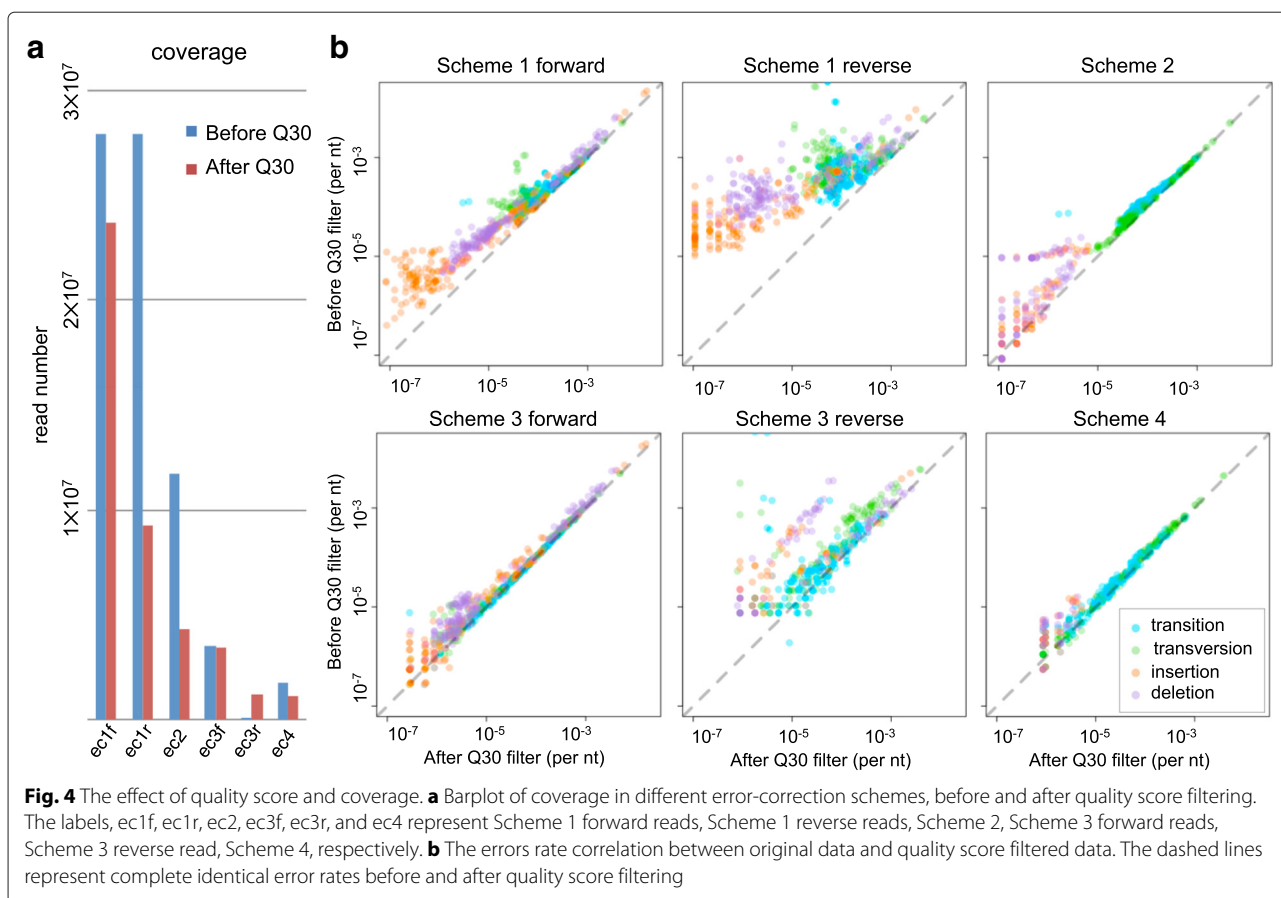 a
coverage
3×10⁷
2×10⁷
1×10⁷
read number
Before Q30
After Q30
ec1f
ec1r
ec2
ec3f
ec3r
ec4
b
Scheme 1 forward
Scheme 1 reverse
Scheme 2
Before Q30 filter (per nt)
10⁻³
10⁻⁵
10⁻⁷
10⁻⁷ 10⁻⁵ 10⁻³
10⁻⁷ 10⁻⁵ 10⁻³
10⁻⁷ 10⁻⁵ 10⁻³
Scheme 3 forward
Scheme 3 reverse
Scheme 4
Before Q30 filter (per nt)
10⁻³
10⁻⁵
10⁻⁷
transition
transversion
insertion
deletion
10⁻⁷ 10⁻⁵ 10⁻³
10⁻⁷ 10⁻⁵ 10⁻³
10⁻⁷ 10⁻⁵ 10⁻³
After Q30 filter (per nt)
After Q30 filter (per nt)
After Q30 filter (per nt)
Fig. 4 The effect of quality score and coverage. a Barplot of coverage in different error-correction schemes, before and after quality score filtering.
The labels, ec1f, ec1r, ec2, ec3f, ec3r, and ec4 represent Scheme 1 forward reads, Scheme 1 reverse reads, Scheme 2, Scheme 3 forward reads,
Scheme 3 reverse read, Scheme 4, respectively. b The errors rate correlation between original data and quality score filtered data. The dashed lines
represent complete identical error rates before and after quality score filtering